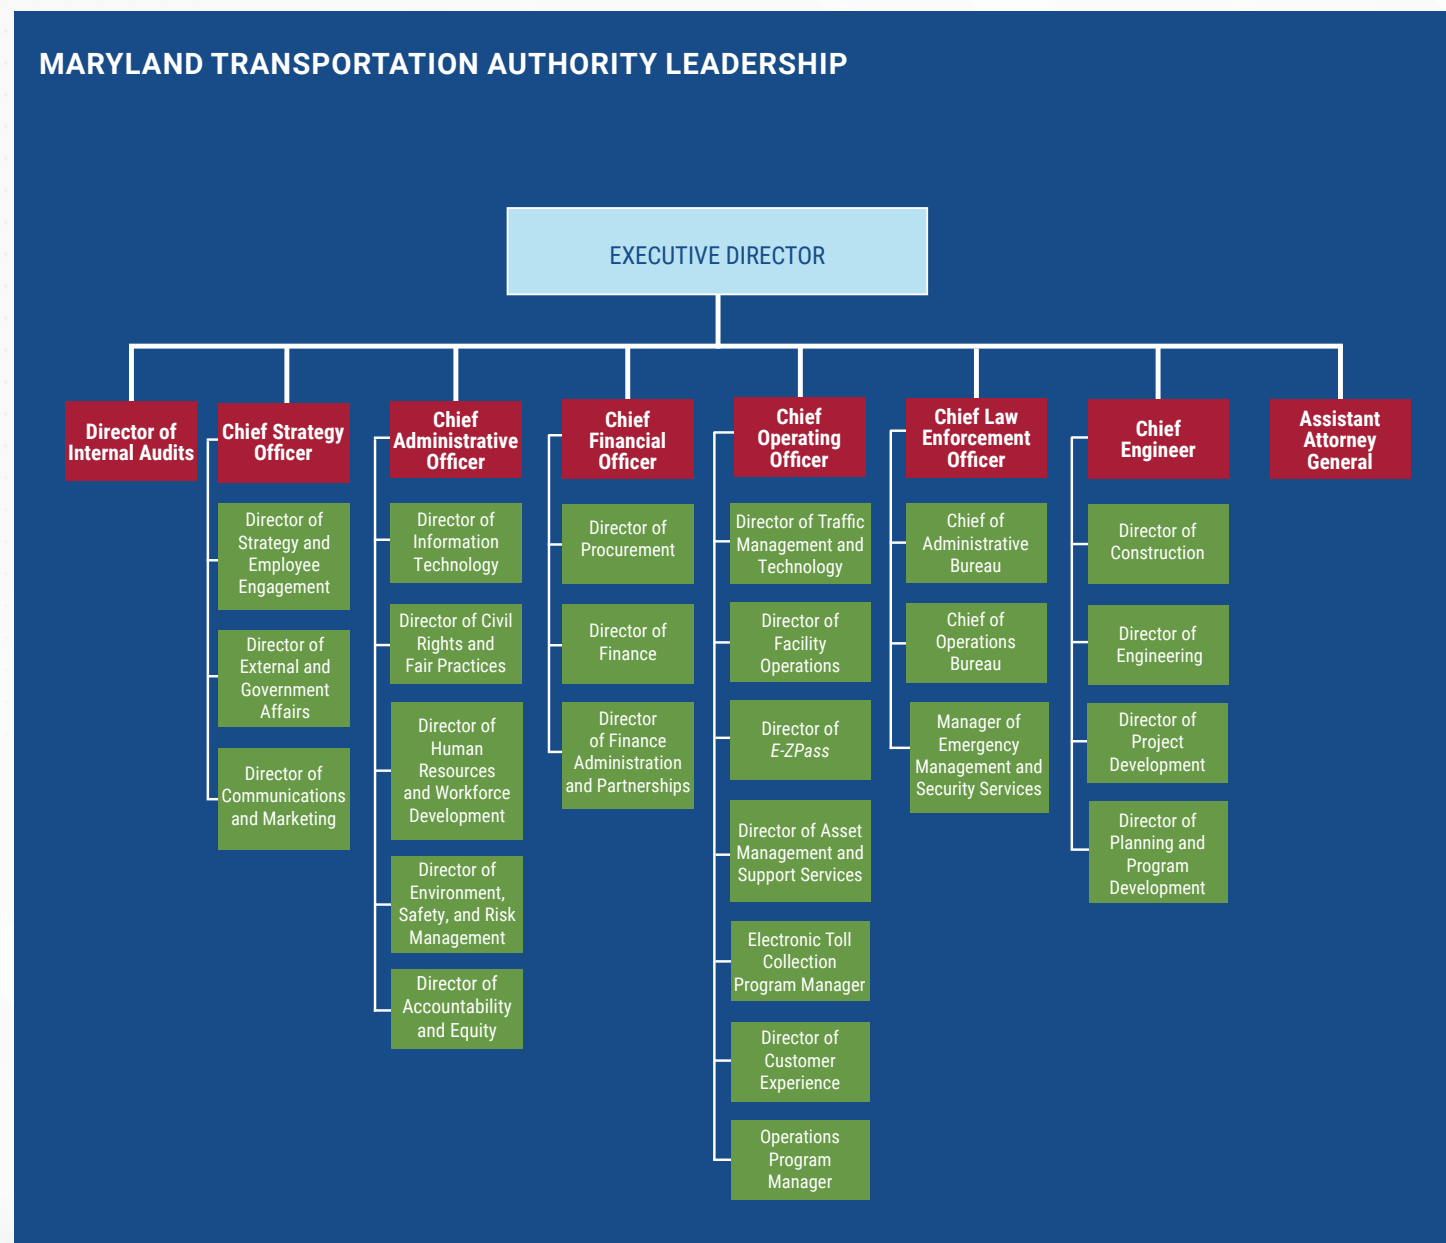 MARYLAND TRANSPORTATION AUTHORITY LEADERSHIP
EXECUTIVE DIRECTOR
Director of
Internal Audits
Chief Strategy
Officer
Director of
Strategy and
Employee
Engagement
Director of
External and
Government
Affairs
Director of
Communications
and Marketing
Chief
Administrative
Officer
Director of
Information
Technology
Director of Civil
Rights and
Fair Practices
Director of
Human
Resources
and Workforce
Development
Director of
Environment,
Safety, and Risk
Management
Director of
Accountability
and Equity
Chief
Financial
Officer
Director of
Procurement
Director of
Finance
Director
of Finance
Administration
and Partnerships
Chief
Operating
Officer
Director of Traffic
Management and
Technology
Director of
Facility
Operations
Director of
E-ZPass
Director of Asset
Management and
Support Services
Electronic Toll
Collection
Program Manager
Director of
Customer
Experience
Operations
Program
Manager
Chief Law
Enforcement
Officer
Chief of
Administrative
Bureau
Chief of
Operations
Bureau
Manager of
Emergency
Management and
Security Services
Chief
Engineer
Director of
Construction
Director of
Engineering
Director of
Project
Development
Director of
Planning and
Program
Development
Assistant
Attorney
General